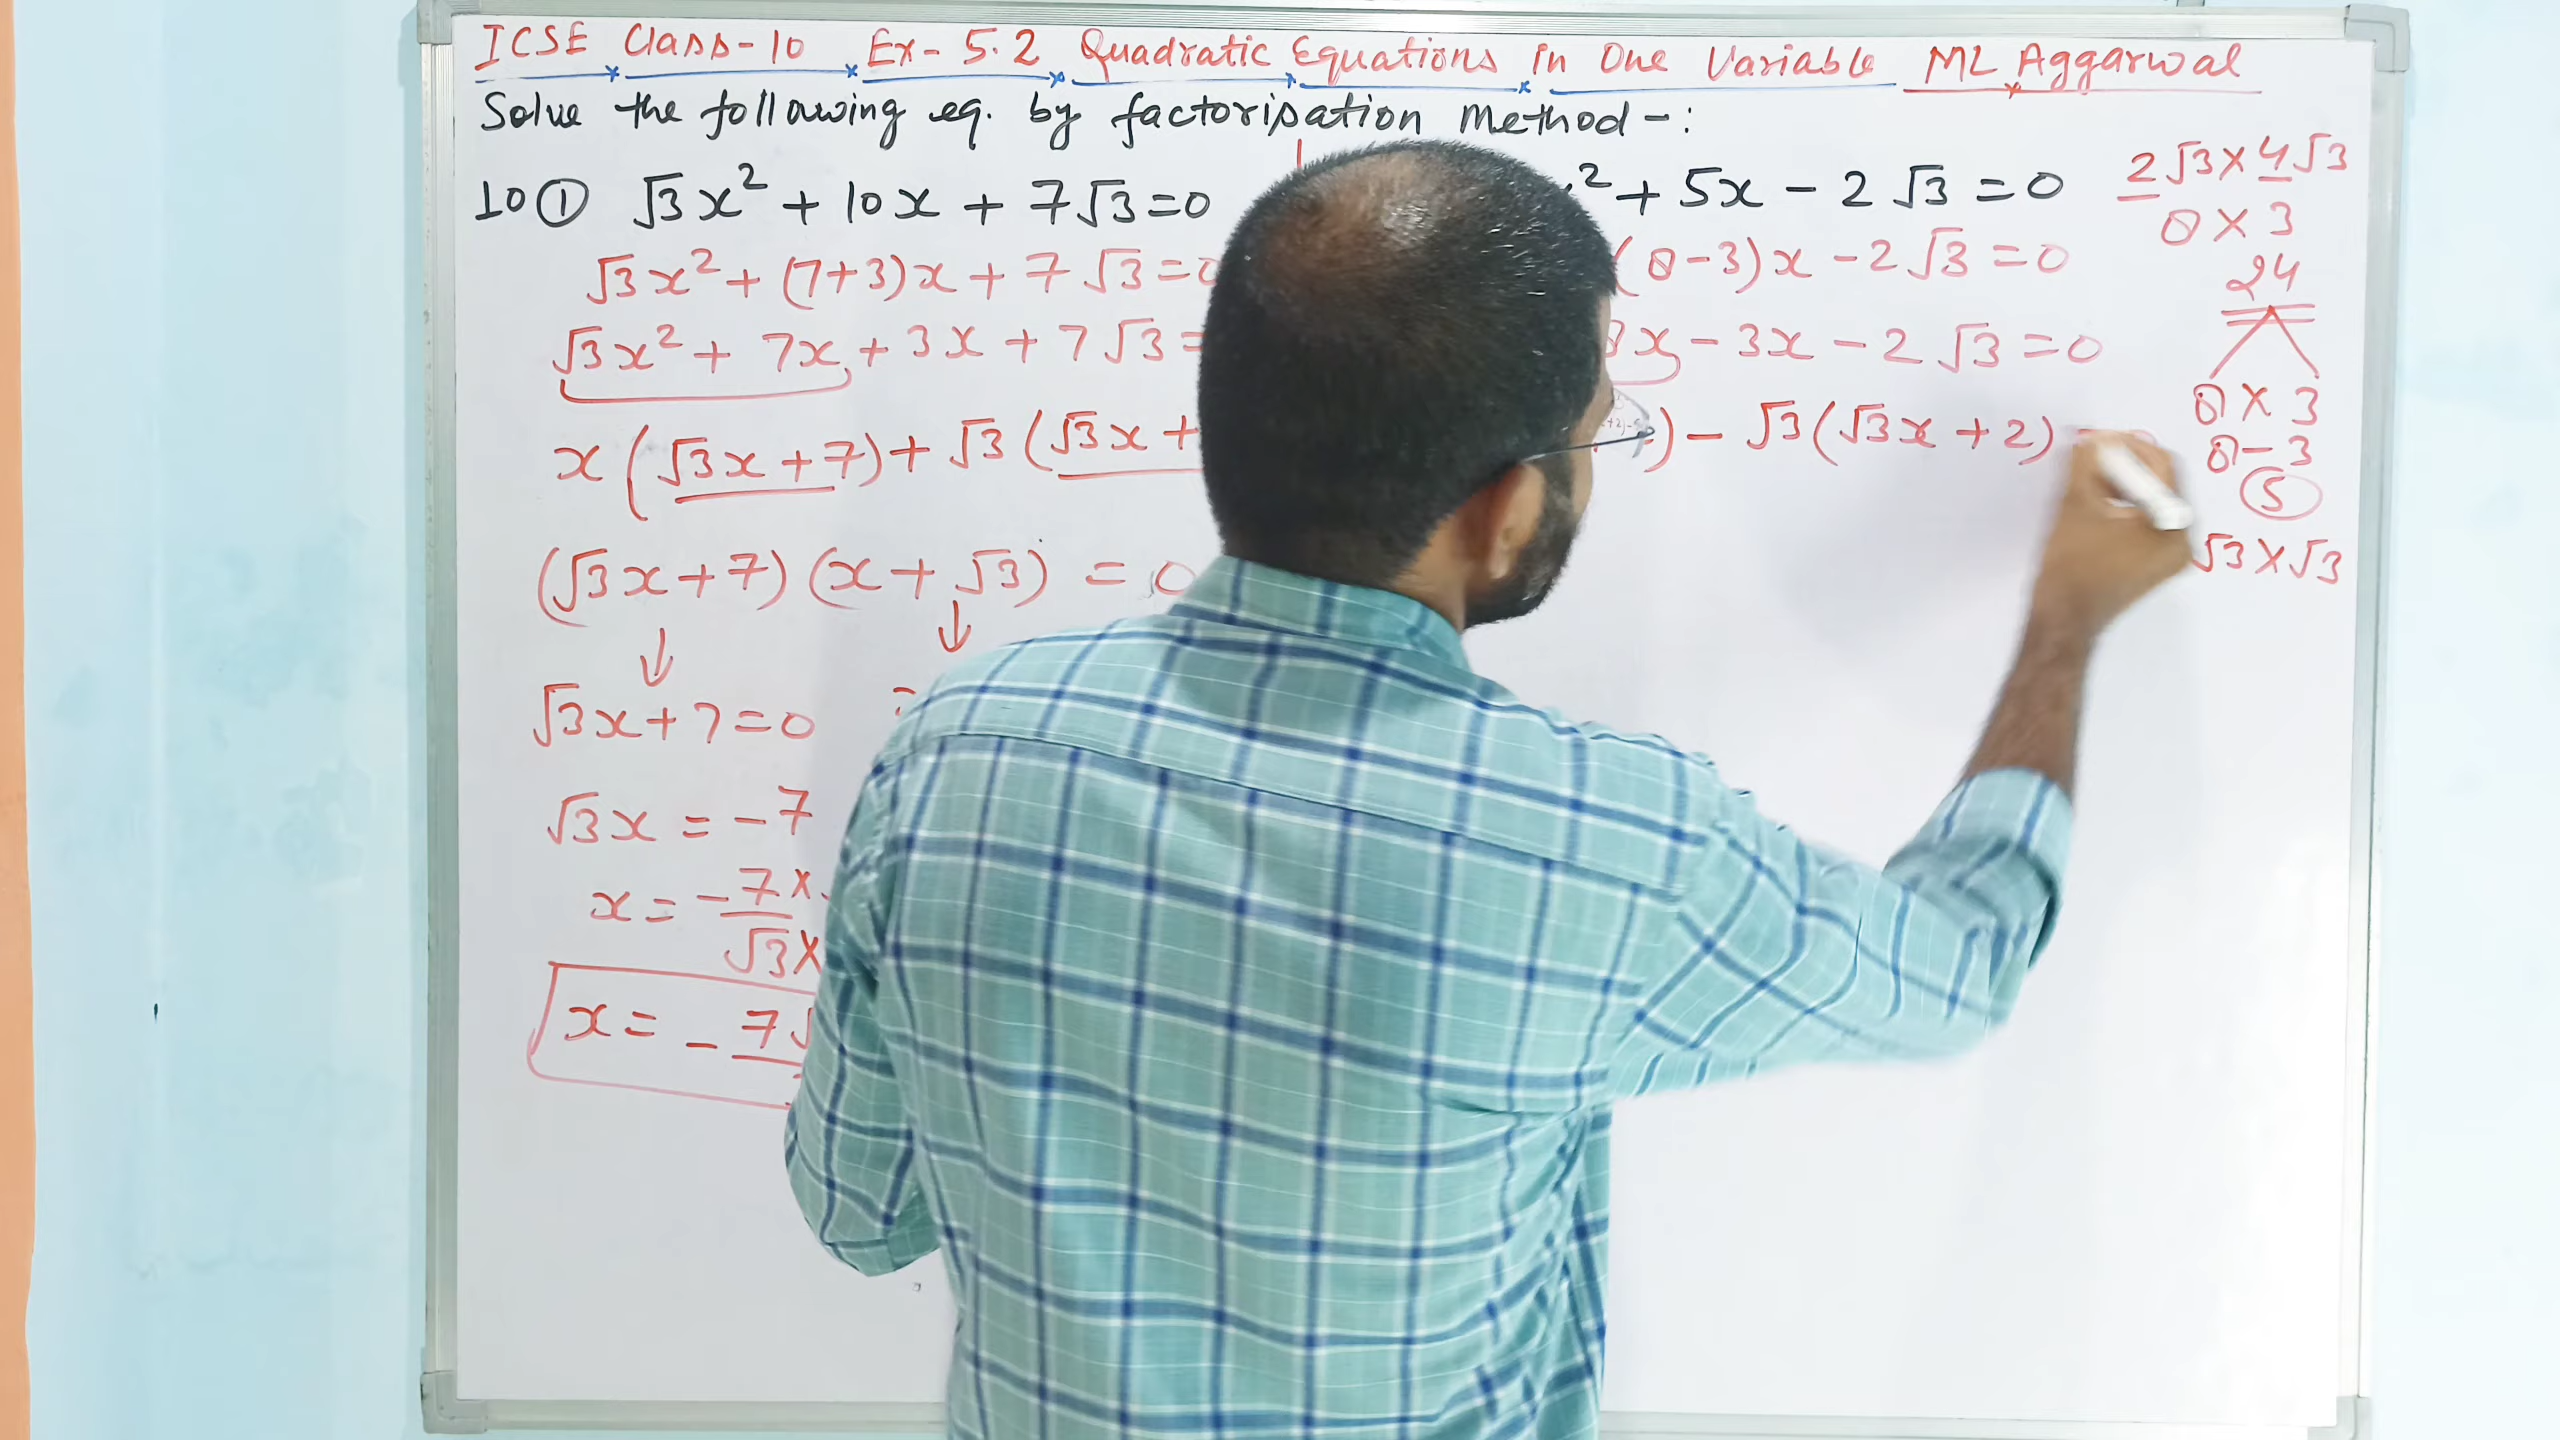 ICSE Class-10 Ex-5.2 Quadratic Equations in One Variable ML Aggarwal
Solve the following eq. by factorisation method-:
10① √3x² + 10x + 7√3=0
√3x² + (7+3)x + 7√3=0
√3x² + 7x + 3x + 7√3=
x(√3x+7)+√3(√3x+
(√3x+7)(x+√3) = 0
√3x+7=0
√3x = -7
x= -7×
√3×
x= -7√
² + 5x - 2√3 = 0
(8-3)x - 2√3 = 0
8x - 3x - 2√3 = 0
) - √3(√3x+2)
2√3×4√3
8×3
24
8×3
8-3
5
√3×√3